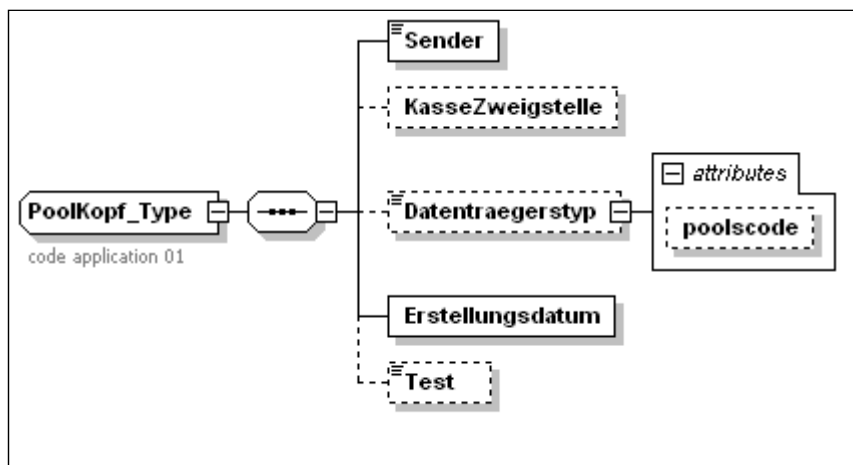 Sender
KasseZweigstelle
attributes
PoolKopf_Type
Datentraegerstyp
poolscode
code application 01
Erstellungsdatum
Test